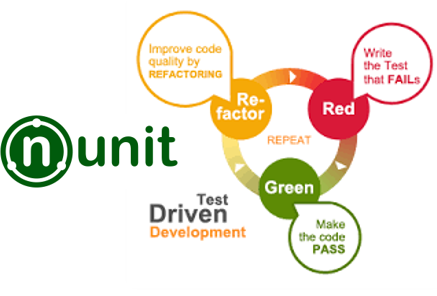 Improve code
quality by
REFACTORING
Write
the Test
that FAILs
Re-
factor
Red
REPEAT
nunit
Green
Test
Driven
Development
Make
the code
PASS